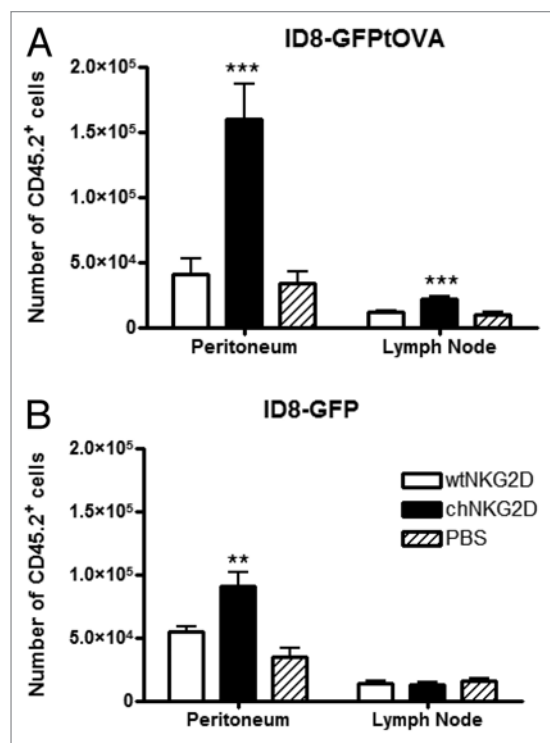 A
ID8-GFPtOVA
Number of CD45.2⁺ cells
2.0×10⁵
1.5×10⁵
1.0×10⁵
5.0×10⁴
0
***
***
Peritoneum
Lymph Node
B
ID8-GFP
Number of CD45.2⁺ cells
2.0×10⁵
1.5×10⁵
1.0×10⁵
5.0×10⁴
0
**
wtNKG2D
chNKG2D
PBS
Peritoneum
Lymph Node